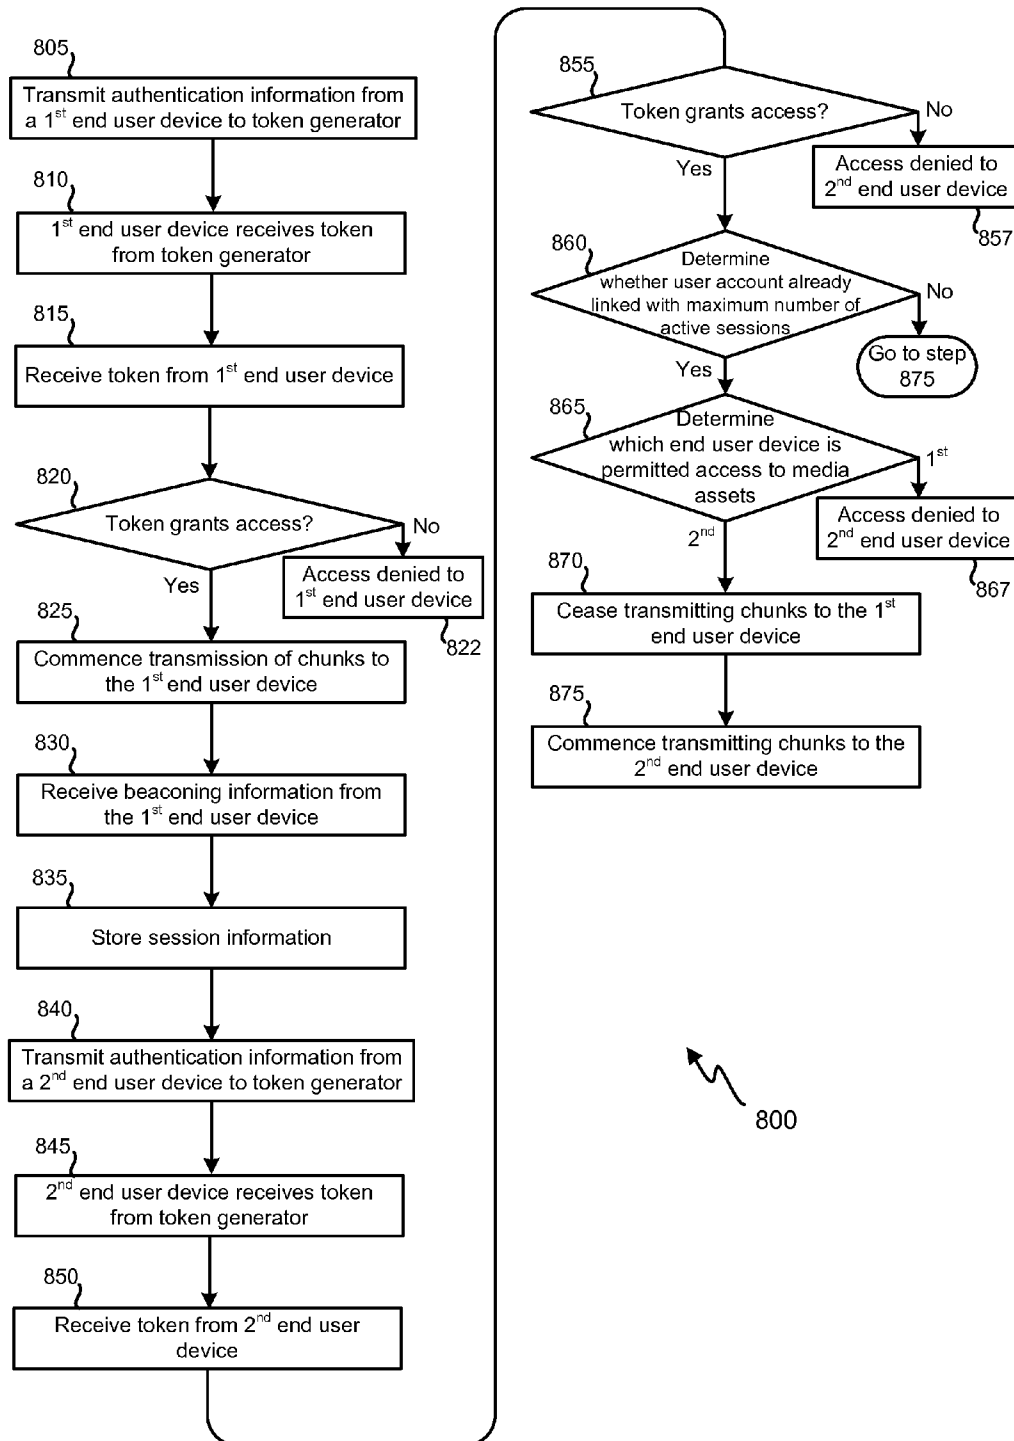 805
Transmit authentication information from
a 1st end user device to token generator
810
1st end user device receives token
from token generator
815
Receive token from 1st end user device
820
Token grants access?
No
Yes
Access denied to
1st end user device
822
825
Commence transmission of chunks to
the 1st end user device
830
Receive beaconing information from
the 1st end user device
835
Store session information
840
Transmit authentication information from
a 2nd end user device to token generator
845
2nd end user device receives token
from token generator
850
Receive token from 2nd end user
device
855
Token grants access?
No
Yes
Access denied to
2nd end user device
857
860
Determine
whether user account already
linked with maximum number of
active sessions
No
Yes
Go to step
875
865
Determine
which end user device is
permitted access to media
assets
1st
2nd
Access denied to
2nd end user device
867
870
Cease transmitting chunks to the 1st
end user device
875
Commence transmitting chunks to the
2nd end user device
800